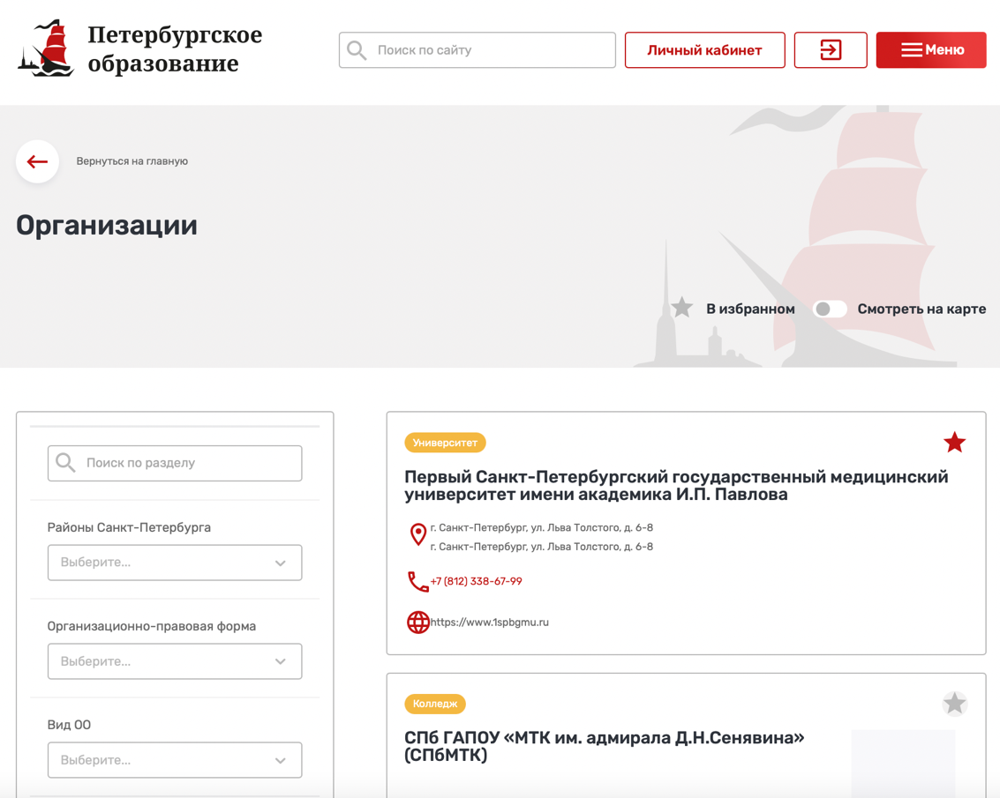 Петербургское
образование
Поиск по сайту
Личный кабинет
Меню
Вернуться на главную
Организации
В избранном
Смотреть на карте
Поиск по разделу
Районы Санкт-Петербурга
Выберите...
Организационно-правовая форма
Выберите...
Вид ОО
Выберите...
Университет
Первый Санкт-Петербургский государственный медицинский
университет имени академика И.П. Павлова
г. Санкт-Петербург, ул. Льва Толстого, д. 6-8
г. Санкт-Петербург, ул. Льва Толстого, д. 6-8
+7 (812) 338-67-99
https://www.1spbgmu.ru
Колледж
СПб ГАПОУ «МТК им. адмирала Д.Н.Сенявина»
(СПбМТК)